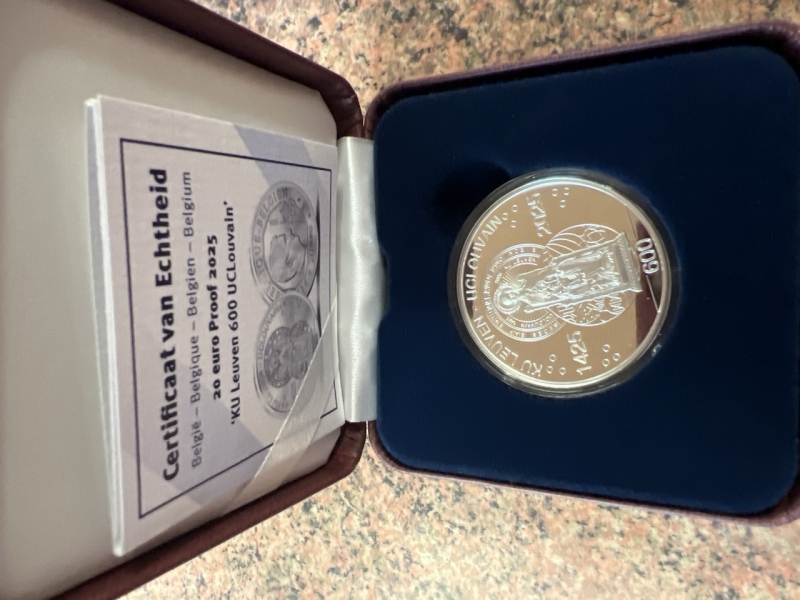 Certificaat van Echtheid
België – Belgique – Belgien – Belgium
20 euro Proof 2025
'KU Leuven 600 UCLouvain'
KU LEUVEN · UCLOUVAIN
1425
2025
600